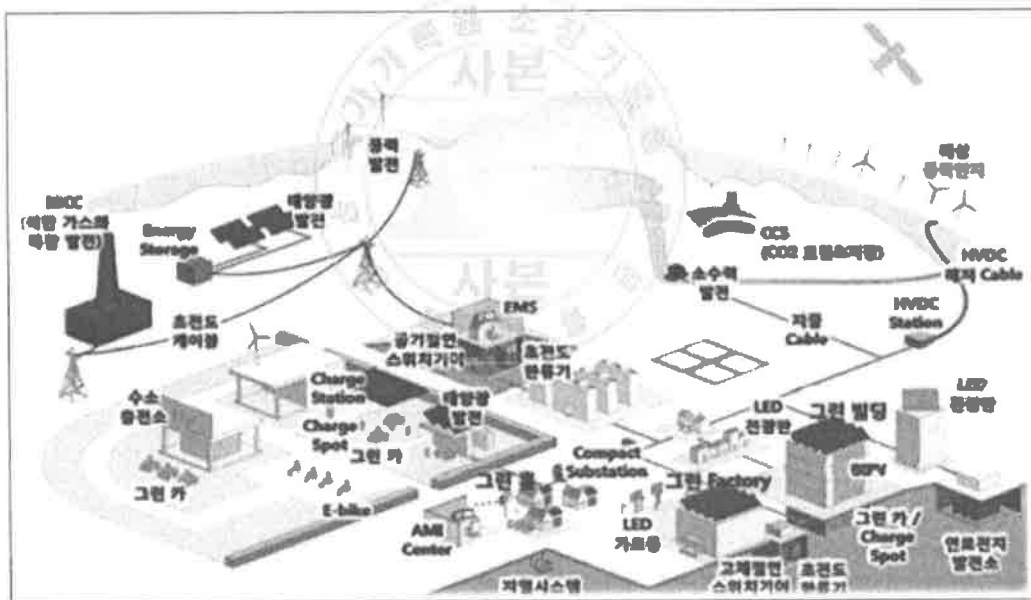 사본
풍력
발전
해상
풍력단지
(석탄 가스화
복합 발전)
Energy
Storage
태양광
발전
CCS
(CO2 포집&저장)
HVDC
해저 Cable
소수력
발전
HVDC
Station
지중
Cable
초전도
케이블
EMS
스위치기어
초전도
한류기
Charge
Station
Charge
Spot
태양광
발전
수소
충전소
그린 카
그린 카
E-bike
AMI
Center
그린 홈
Compact
Substation
LED
전광판
그린 빌딩
LED
전광판
BIPV
그린 Factory
LED
가로등
그린 카 /
Charge
Spot
연료전지
발전소
지열시스템
고체절연
스위치기어
초전도
한류기
사본